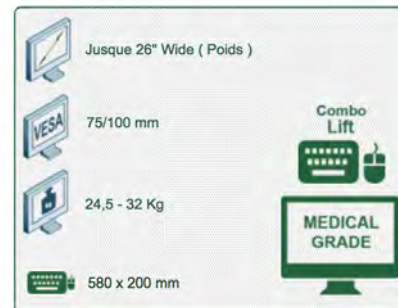 Jusque 26" Wide ( Poids )
VESA
75/100 mm
24,5 - 32 Kg
580 x 200 mm
Combo
Lift
MEDICAL
GRADE